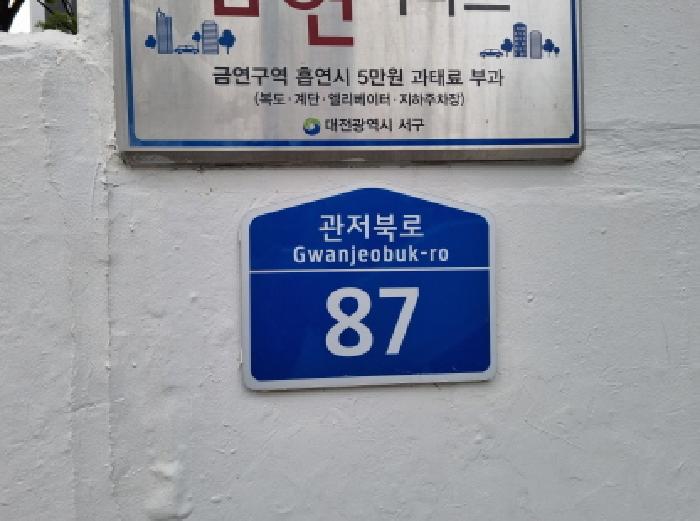 금연구역 흡연시 5만원 과태료 부과
(복도·계단·엘리베이터·지하주차장)
대전광역시 서구
관저북로
Gwanjeobuk-ro
87